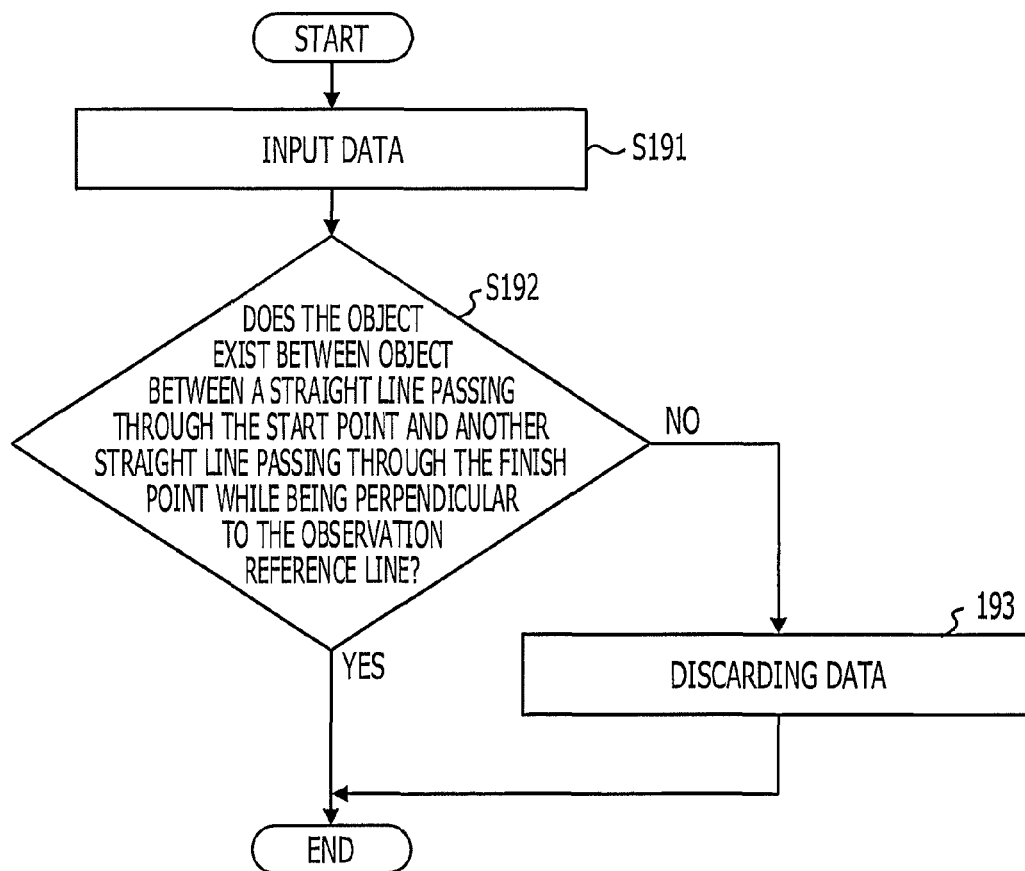 START
INPUT DATA
S191
S192
DOES THE OBJECT
EXIST BETWEEN OBJECT
BETWEEN A STRAIGHT LINE PASSING
THROUGH THE START POINT AND ANOTHER
STRAIGHT LINE PASSING THROUGH THE FINISH
POINT WHILE BEING PERPENDICULAR
TO THE OBSERVATION
REFERENCE LINE?
NO
193
YES
DISCARDING DATA
END